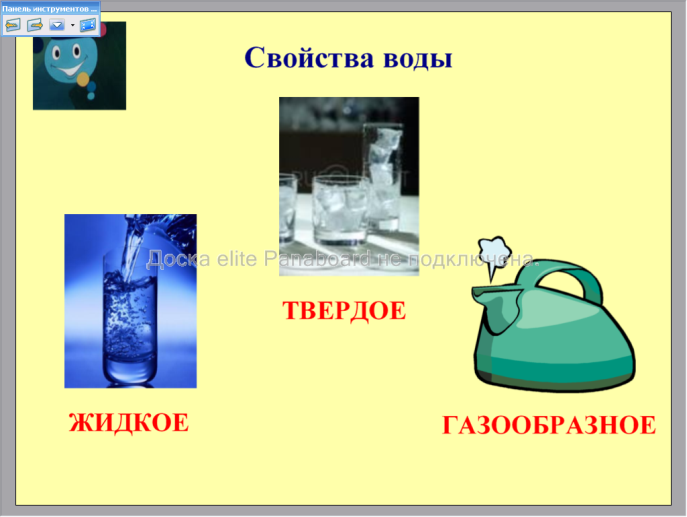 Панель инструментов ...
Свойства воды
Доска elite Panaboard не подключена.
ТВЕРДОЕ
ЖИДКОЕ
ГАЗООБРАЗНОЕ